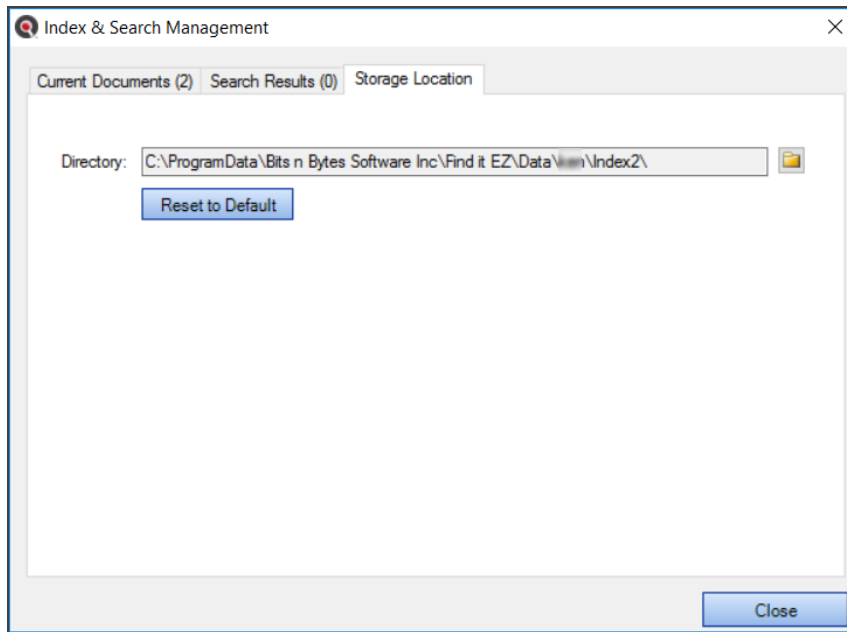 Index & Search Management
Current Documents (2) Search Results (0) Storage Location
Directory: C:\ProgramData\Bits n Bytes Software Inc\Find it EZ\Data\ \Index2\
Reset to Default
Close